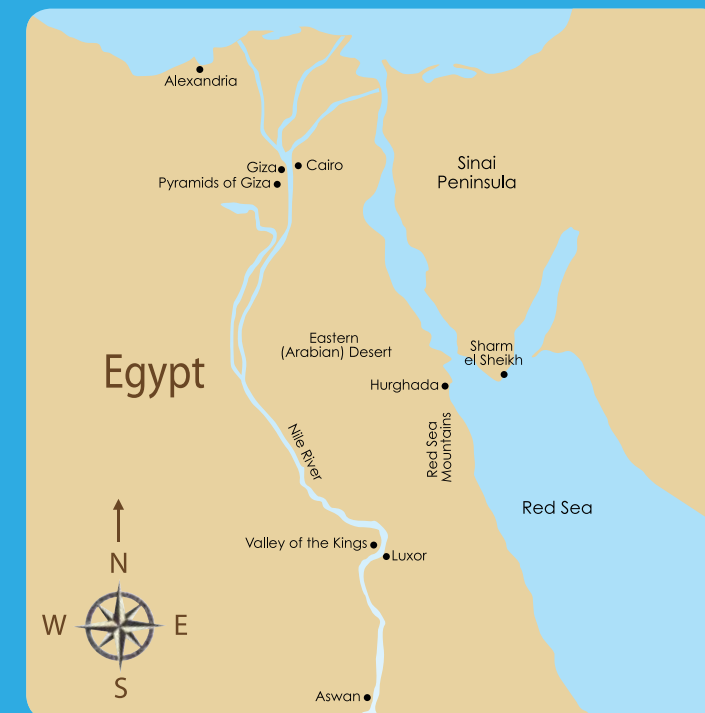 Alexandria
Giza
Cairo
Pyramids of Giza
Sinai
Peninsula
Eastern
(Arabian) Desert
Sharm
el Sheikh
Egypt
Hurghada
Nile River
Red Sea
Mountains
Red Sea
Valley of the Kings
Luxor
N
W
E
S
Aswan